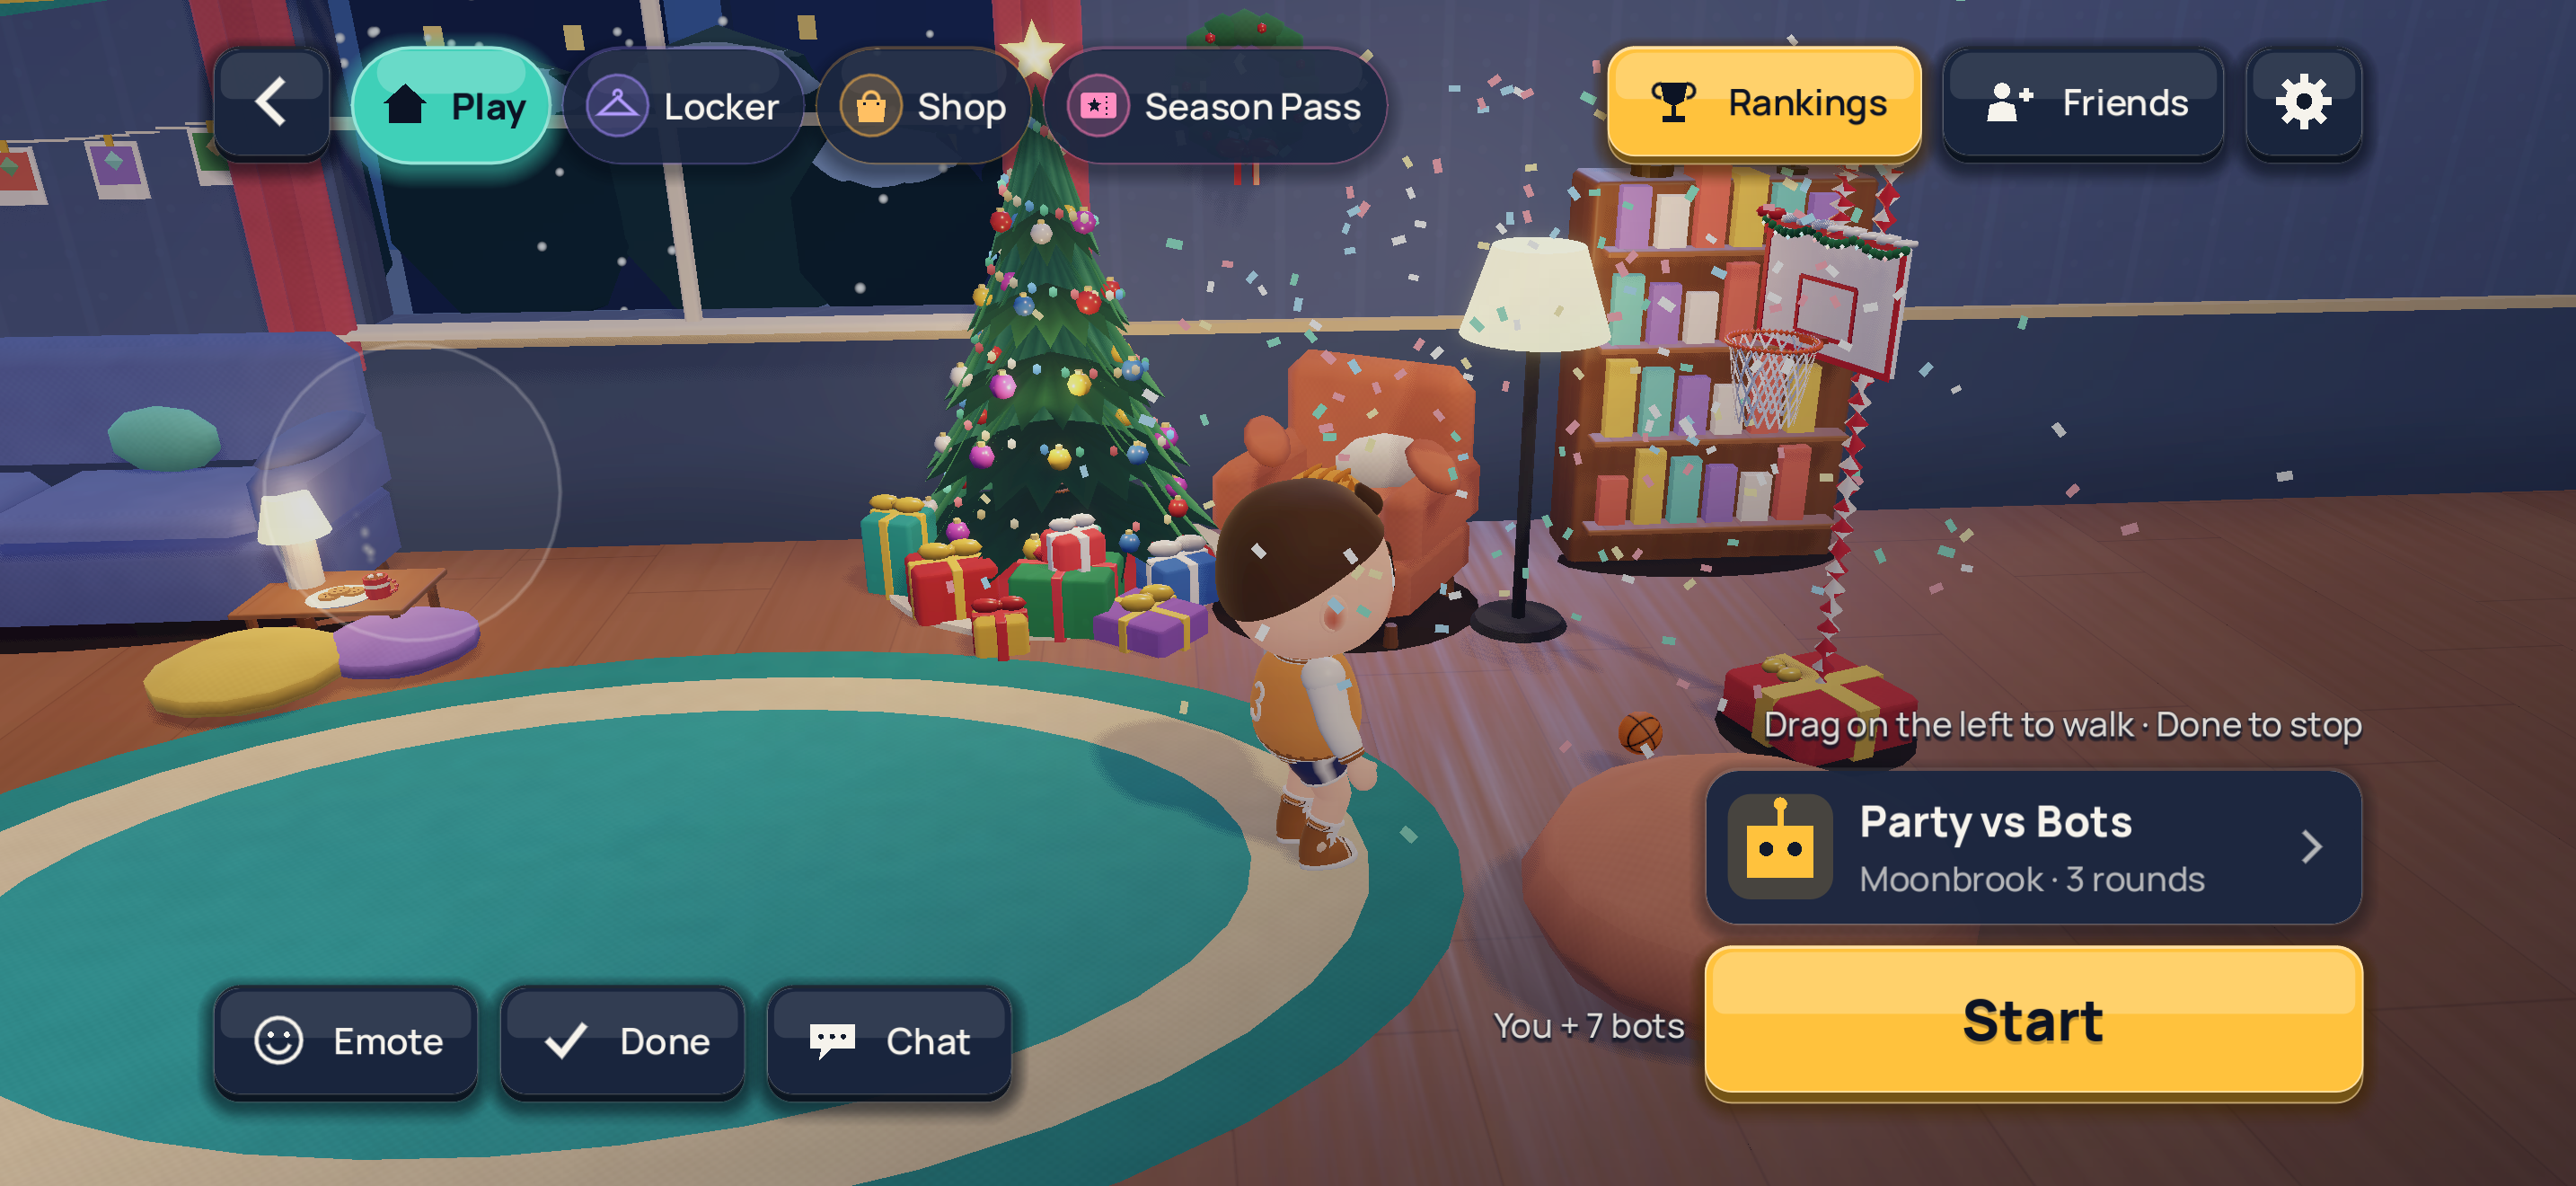 Play
Locker
Shop
Season Pass
Rankings
Friends
3
Drag on the left to walk · Done to stop
Party vs Bots
Moonbrook · 3 rounds
Emote
Done
Chat
You + 7 bots
Start